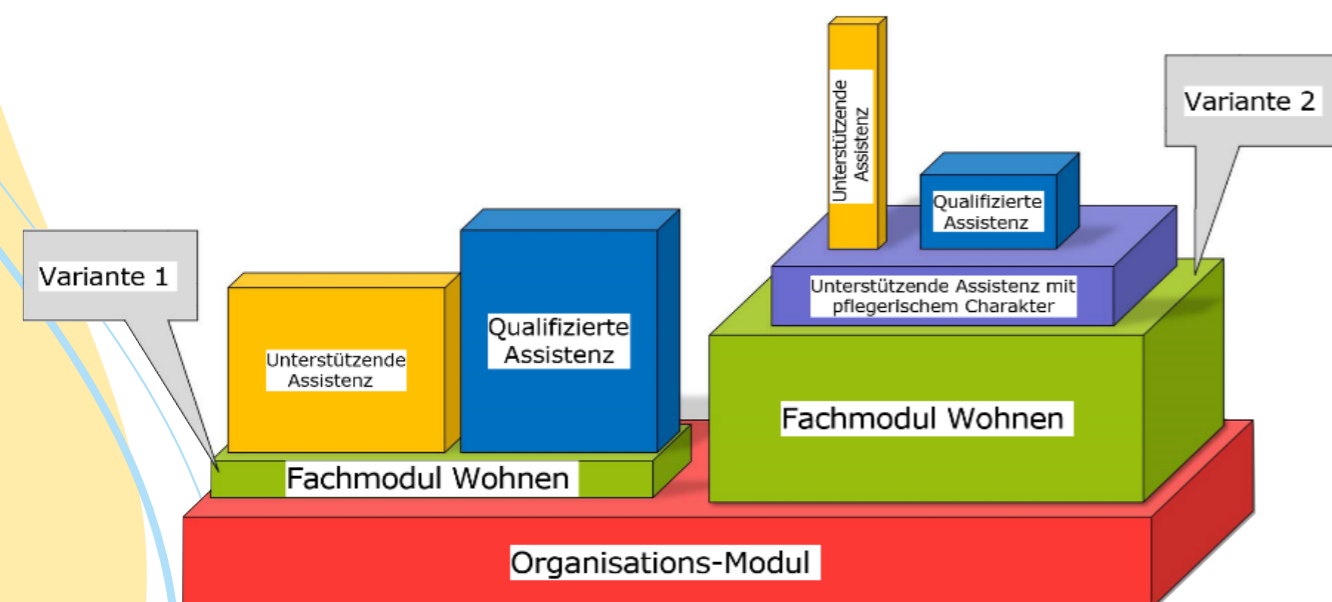 Variante 1
Unterstützende
Assistenz
Qualifizierte
Assistenz
Fachmodul Wohnen
Variante 2
Unterstützende
Assistenz
Qualifizierte
Assistenz
Unterstützende Assistenz mit
pflegerischem Charakter
Fachmodul Wohnen
Organisations-Modul